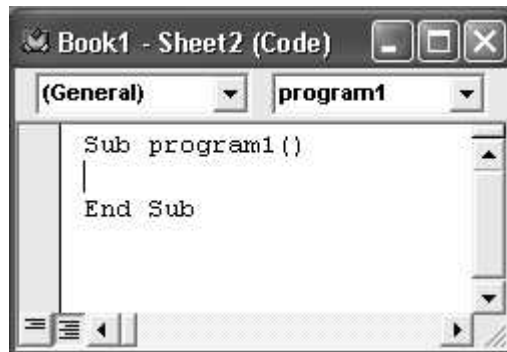 Book1 - Sheet2 (Code)
(General) program1
Sub program1()
End Sub